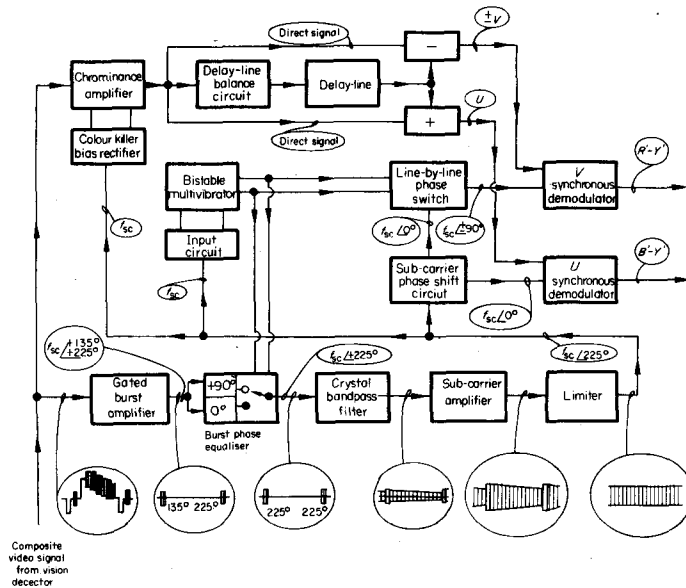 Direct signal
−
±V
Chrominance
amplifier
Delay-line
balance
circuit
Delay-line
U
+
Direct signal
R'-Y'
Colour killer
bias rectifier
Bistable
multivibrator
Line-by-line
phase
switch
V
synchronous
demodulator
fsc
fsc∠0°
fsc∠±90°
Input
circuit
B'-Y'
fsc
Sub-carrier
phase shift
circiut
U
synchronous
demodulator
fsc∠0°
fsc∠+135°
±225°
fsc∠±225°
fsc∠225°
Gated
burst
amplifier
+90°
0°
Crystal
bandpass
filter
Sub-carrier
amplifier
Limiter
Burst phase
equaliser
135° 225°
225° 225°
Composite
video signal
from vision
decector